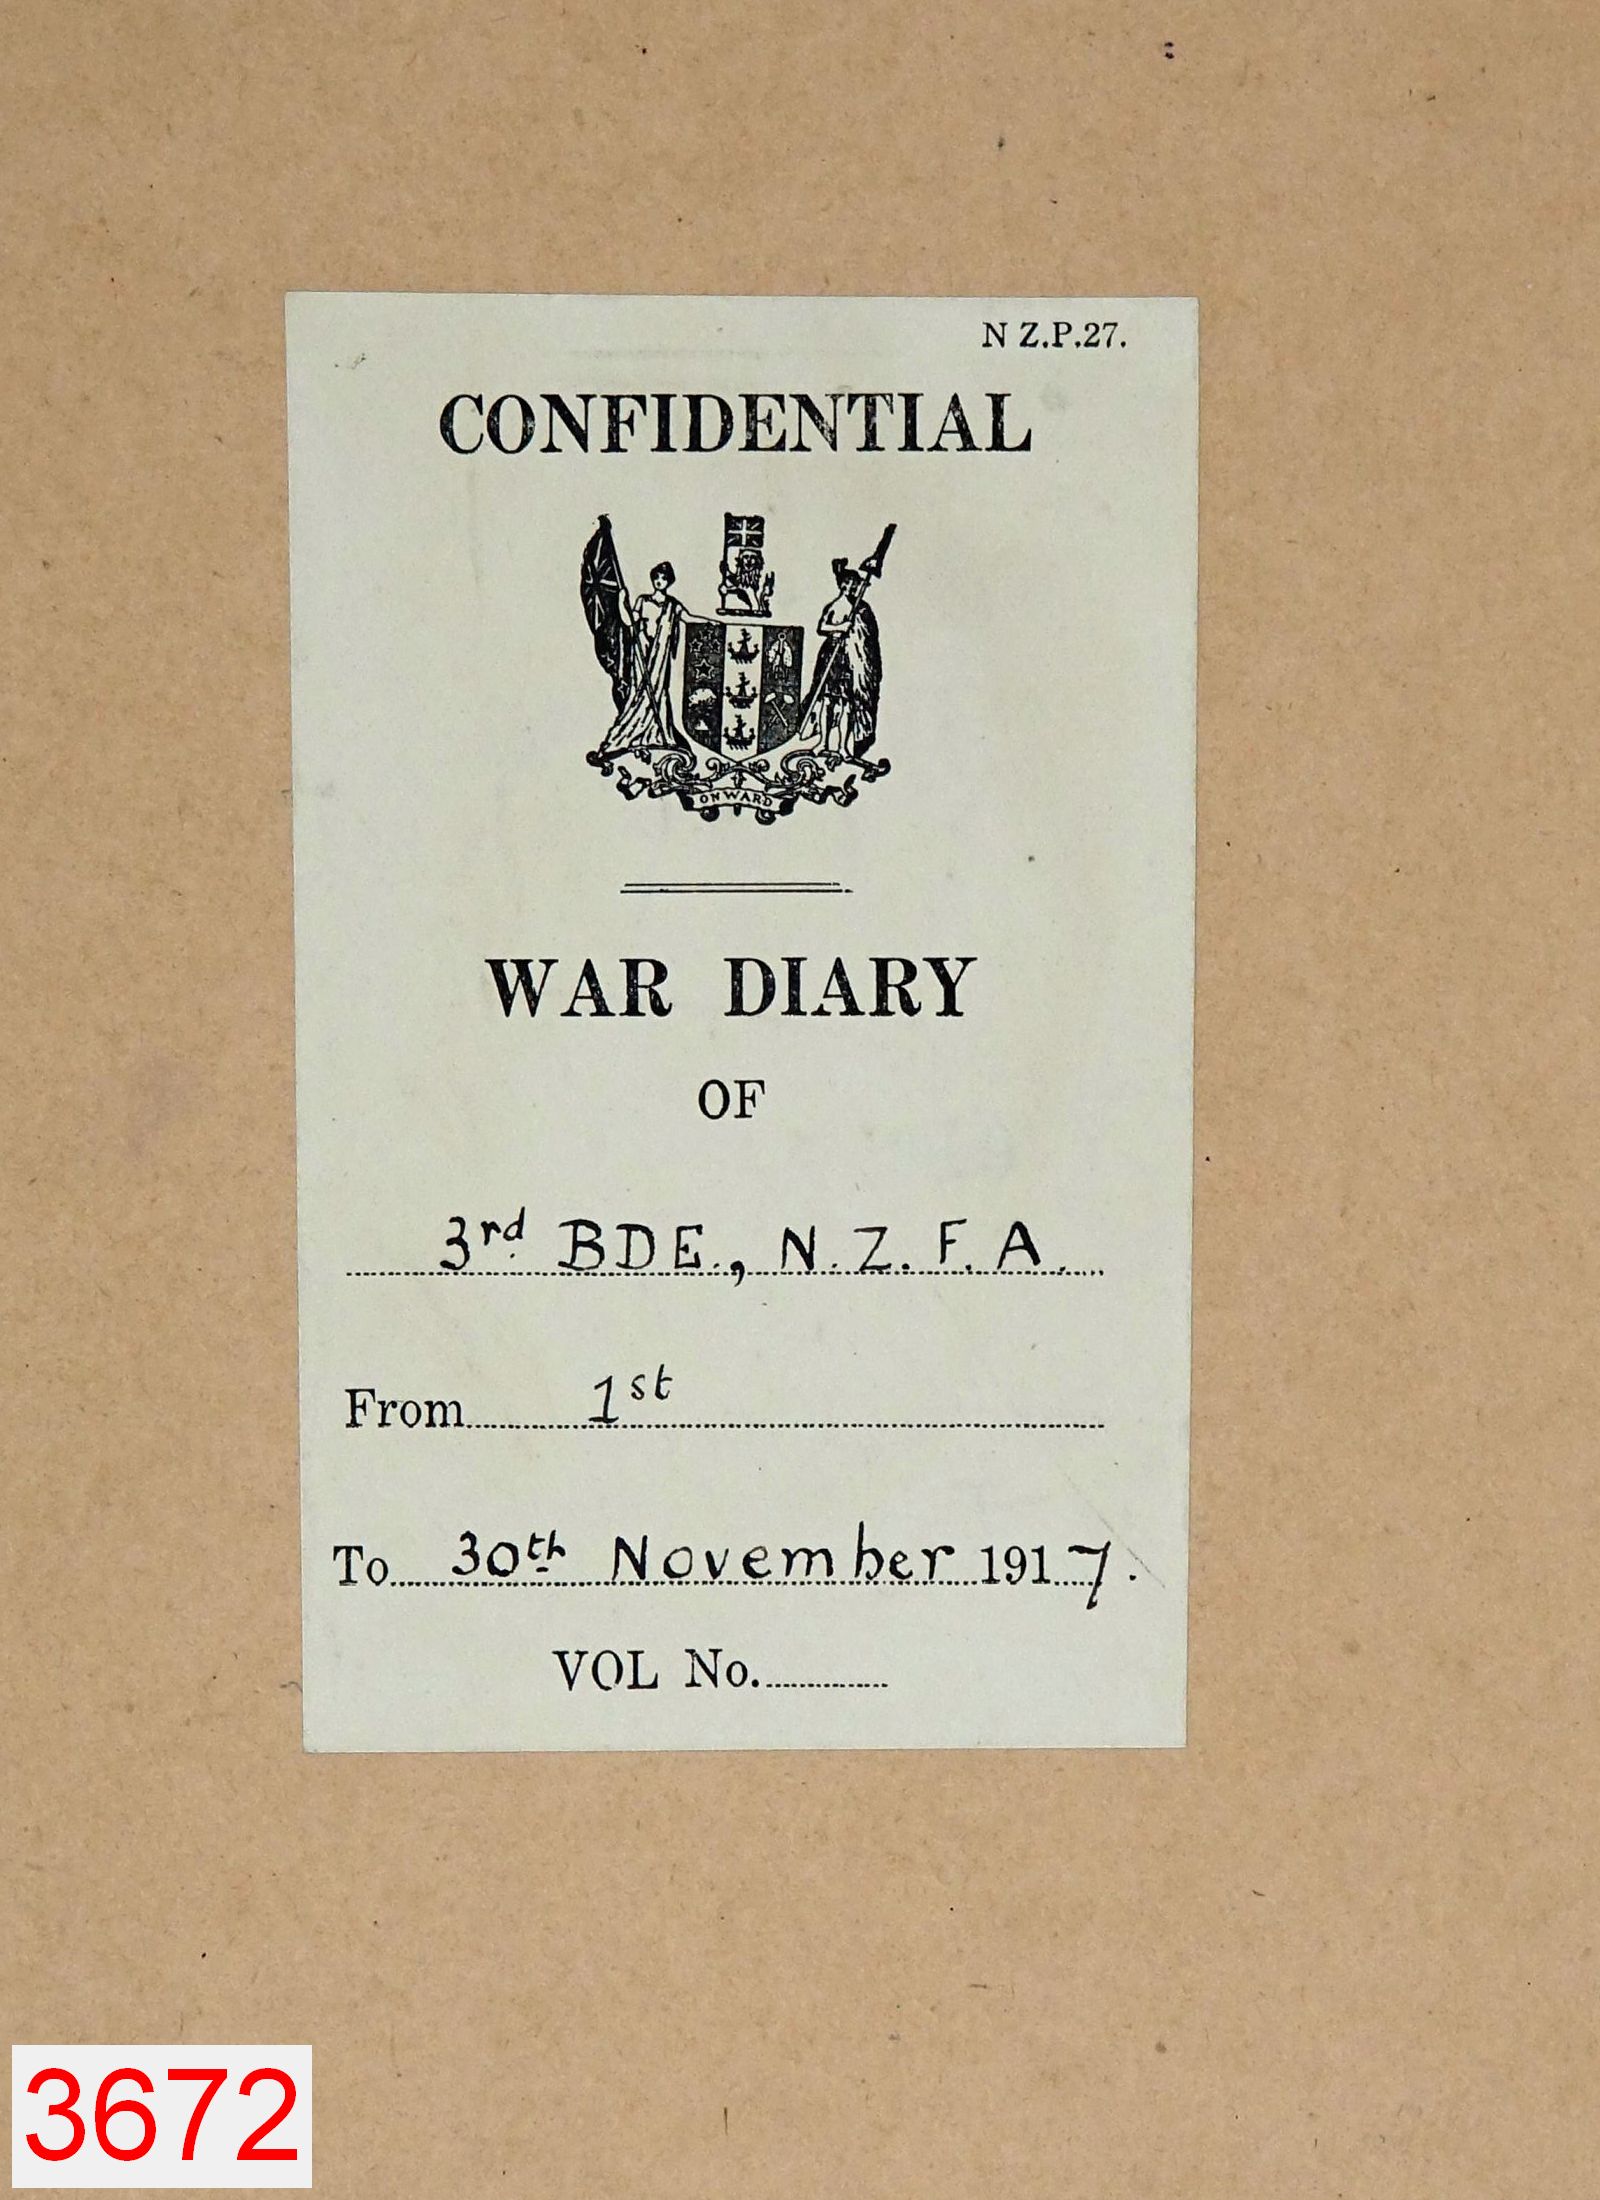 N Z.P.27.
CONFIDENTIAL
ONWARD
WAR DIARY
OF
3rd. BDE., N.Z.F.A.
From 1st
To 30th November 1917.
VOL No.
3672